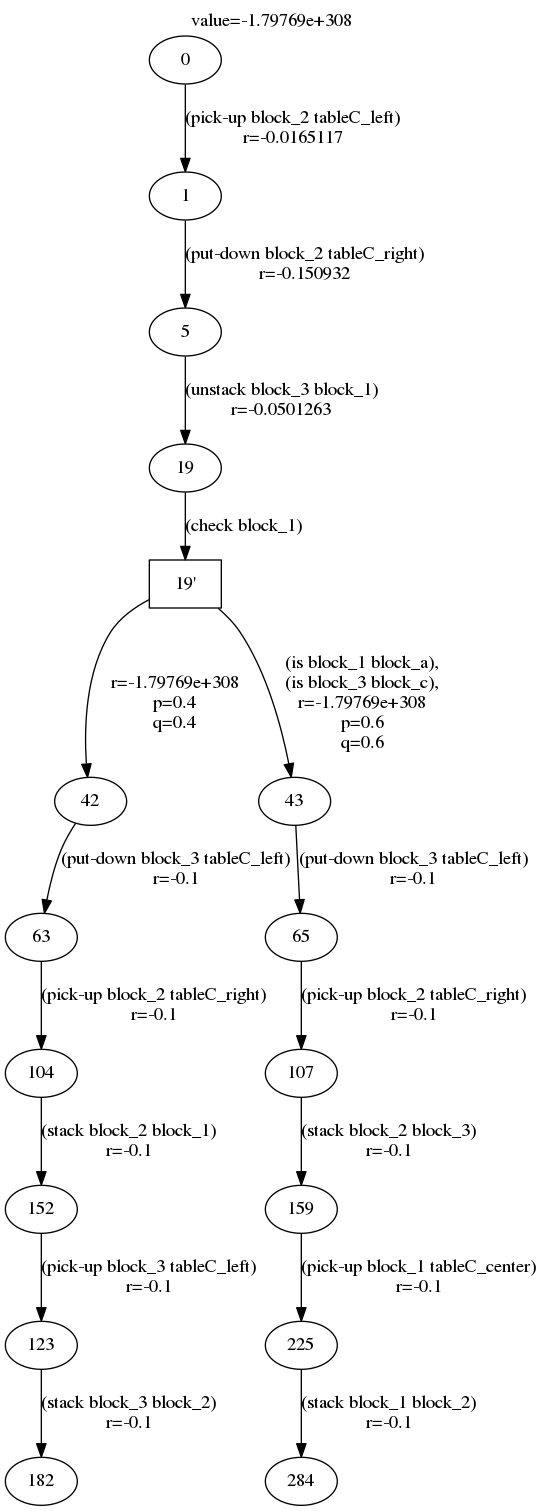 value=-1.79769e+308
0
(pick-up block_2 tableC_left)
r=-0.0165117
1
(put-down block_2 tableC_right)
r=-0.150932
5
(unstack block_3 block_1)
r=-0.0501263
19
(check block_1)
19'
r=-1.79769e+308
p=0.4
q=0.4
(is block_1 block_a),
(is block_3 block_c),
r=-1.79769e+308
p=0.6
q=0.6
42
43
(put-down block_3 tableC_left)
r=-0.1
(put-down block_3 tableC_left)
r=-0.1
63
65
(pick-up block_2 tableC_right)
r=-0.1
(pick-up block_2 tableC_right)
r=-0.1
104
107
(stack block_2 block_1)
r=-0.1
(stack block_2 block_3)
r=-0.1
152
159
(pick-up block_3 tableC_left)
r=-0.1
(pick-up block_1 tableC_center)
r=-0.1
123
225
(stack block_3 block_2)
r=-0.1
(stack block_1 block_2)
r=-0.1
182
284